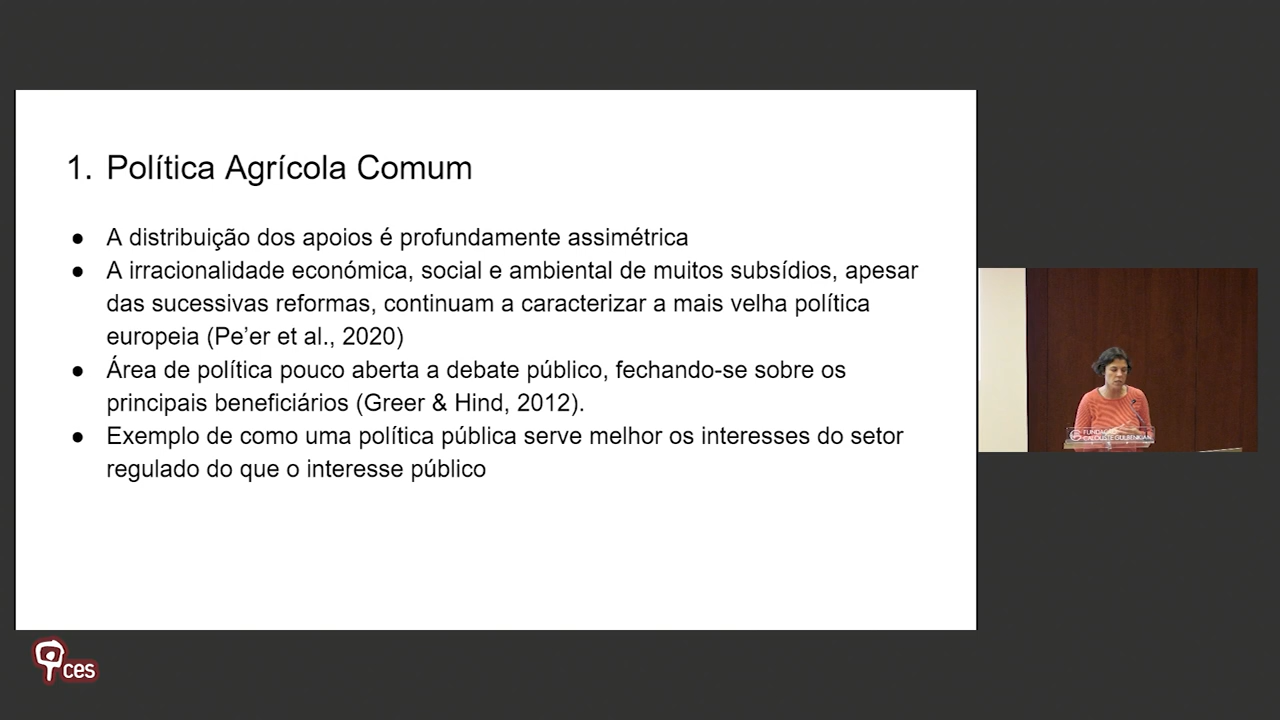 1. Política Agrícola Comum
● A distribuição dos apoios é profundamente assimétrica
● A irracionalidade económica, social e ambiental de muitos subsídios, apesar
das sucessivas reformas, continuam a caracterizar a mais velha política
europeia (Pe’er et al., 2020)
● Área de política pouco aberta a debate público, fechando-se sobre os
principais beneficiários (Greer & Hind, 2012).
● Exemplo de como uma política pública serve melhor os interesses do setor
regulado do que o interesse público
FUNDAÇÃO
CALOUSTE GULBENKIAN
ces